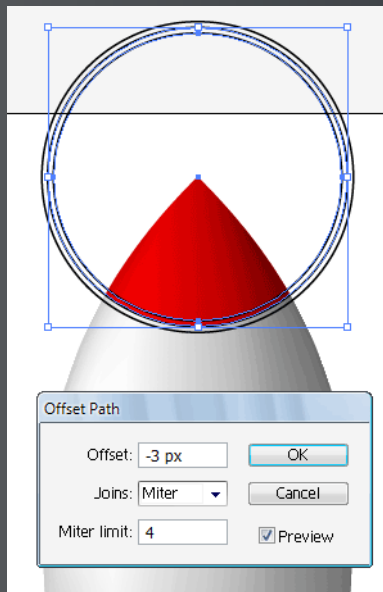 Offset Path
Offset: -3 px OK
Joins: Miter Cancel
Miter limit: 4 Preview